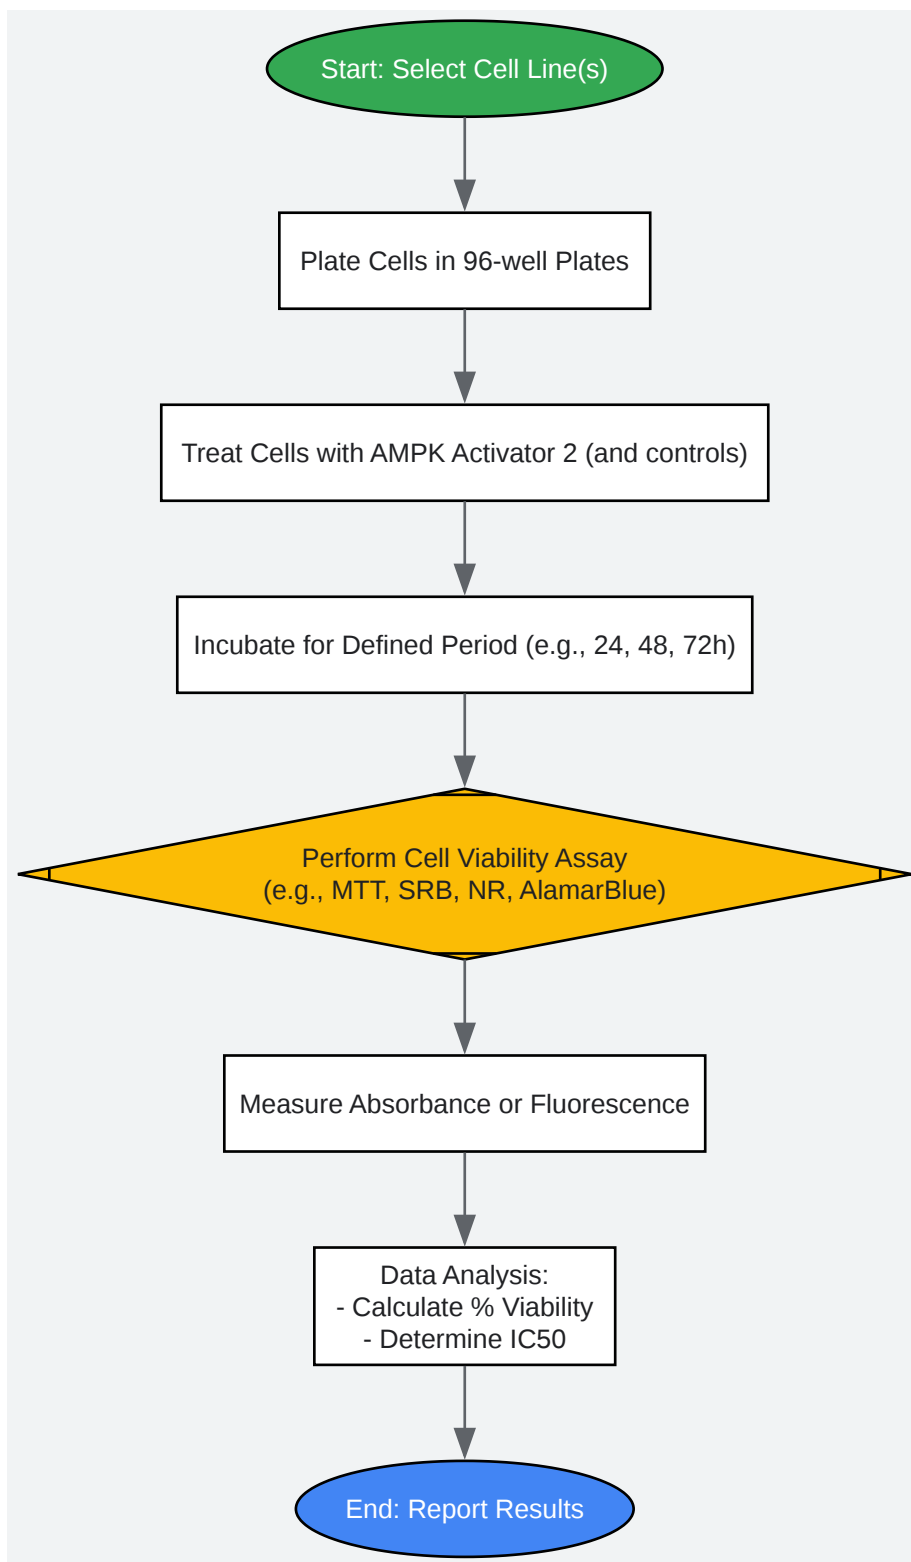 Start: Select Cell Line(s)
Plate Cells in 96-well Plates
Treat Cells with AMPK Activator 2 (and controls)
Incubate for Defined Period (e.g., 24, 48, 72h)
Perform Cell Viability Assay
(e.g., MTT, SRB, NR, AlamarBlue)
Measure Absorbance or Fluorescence
Data Analysis:
- Calculate % Viability
- Determine IC50
End: Report Results